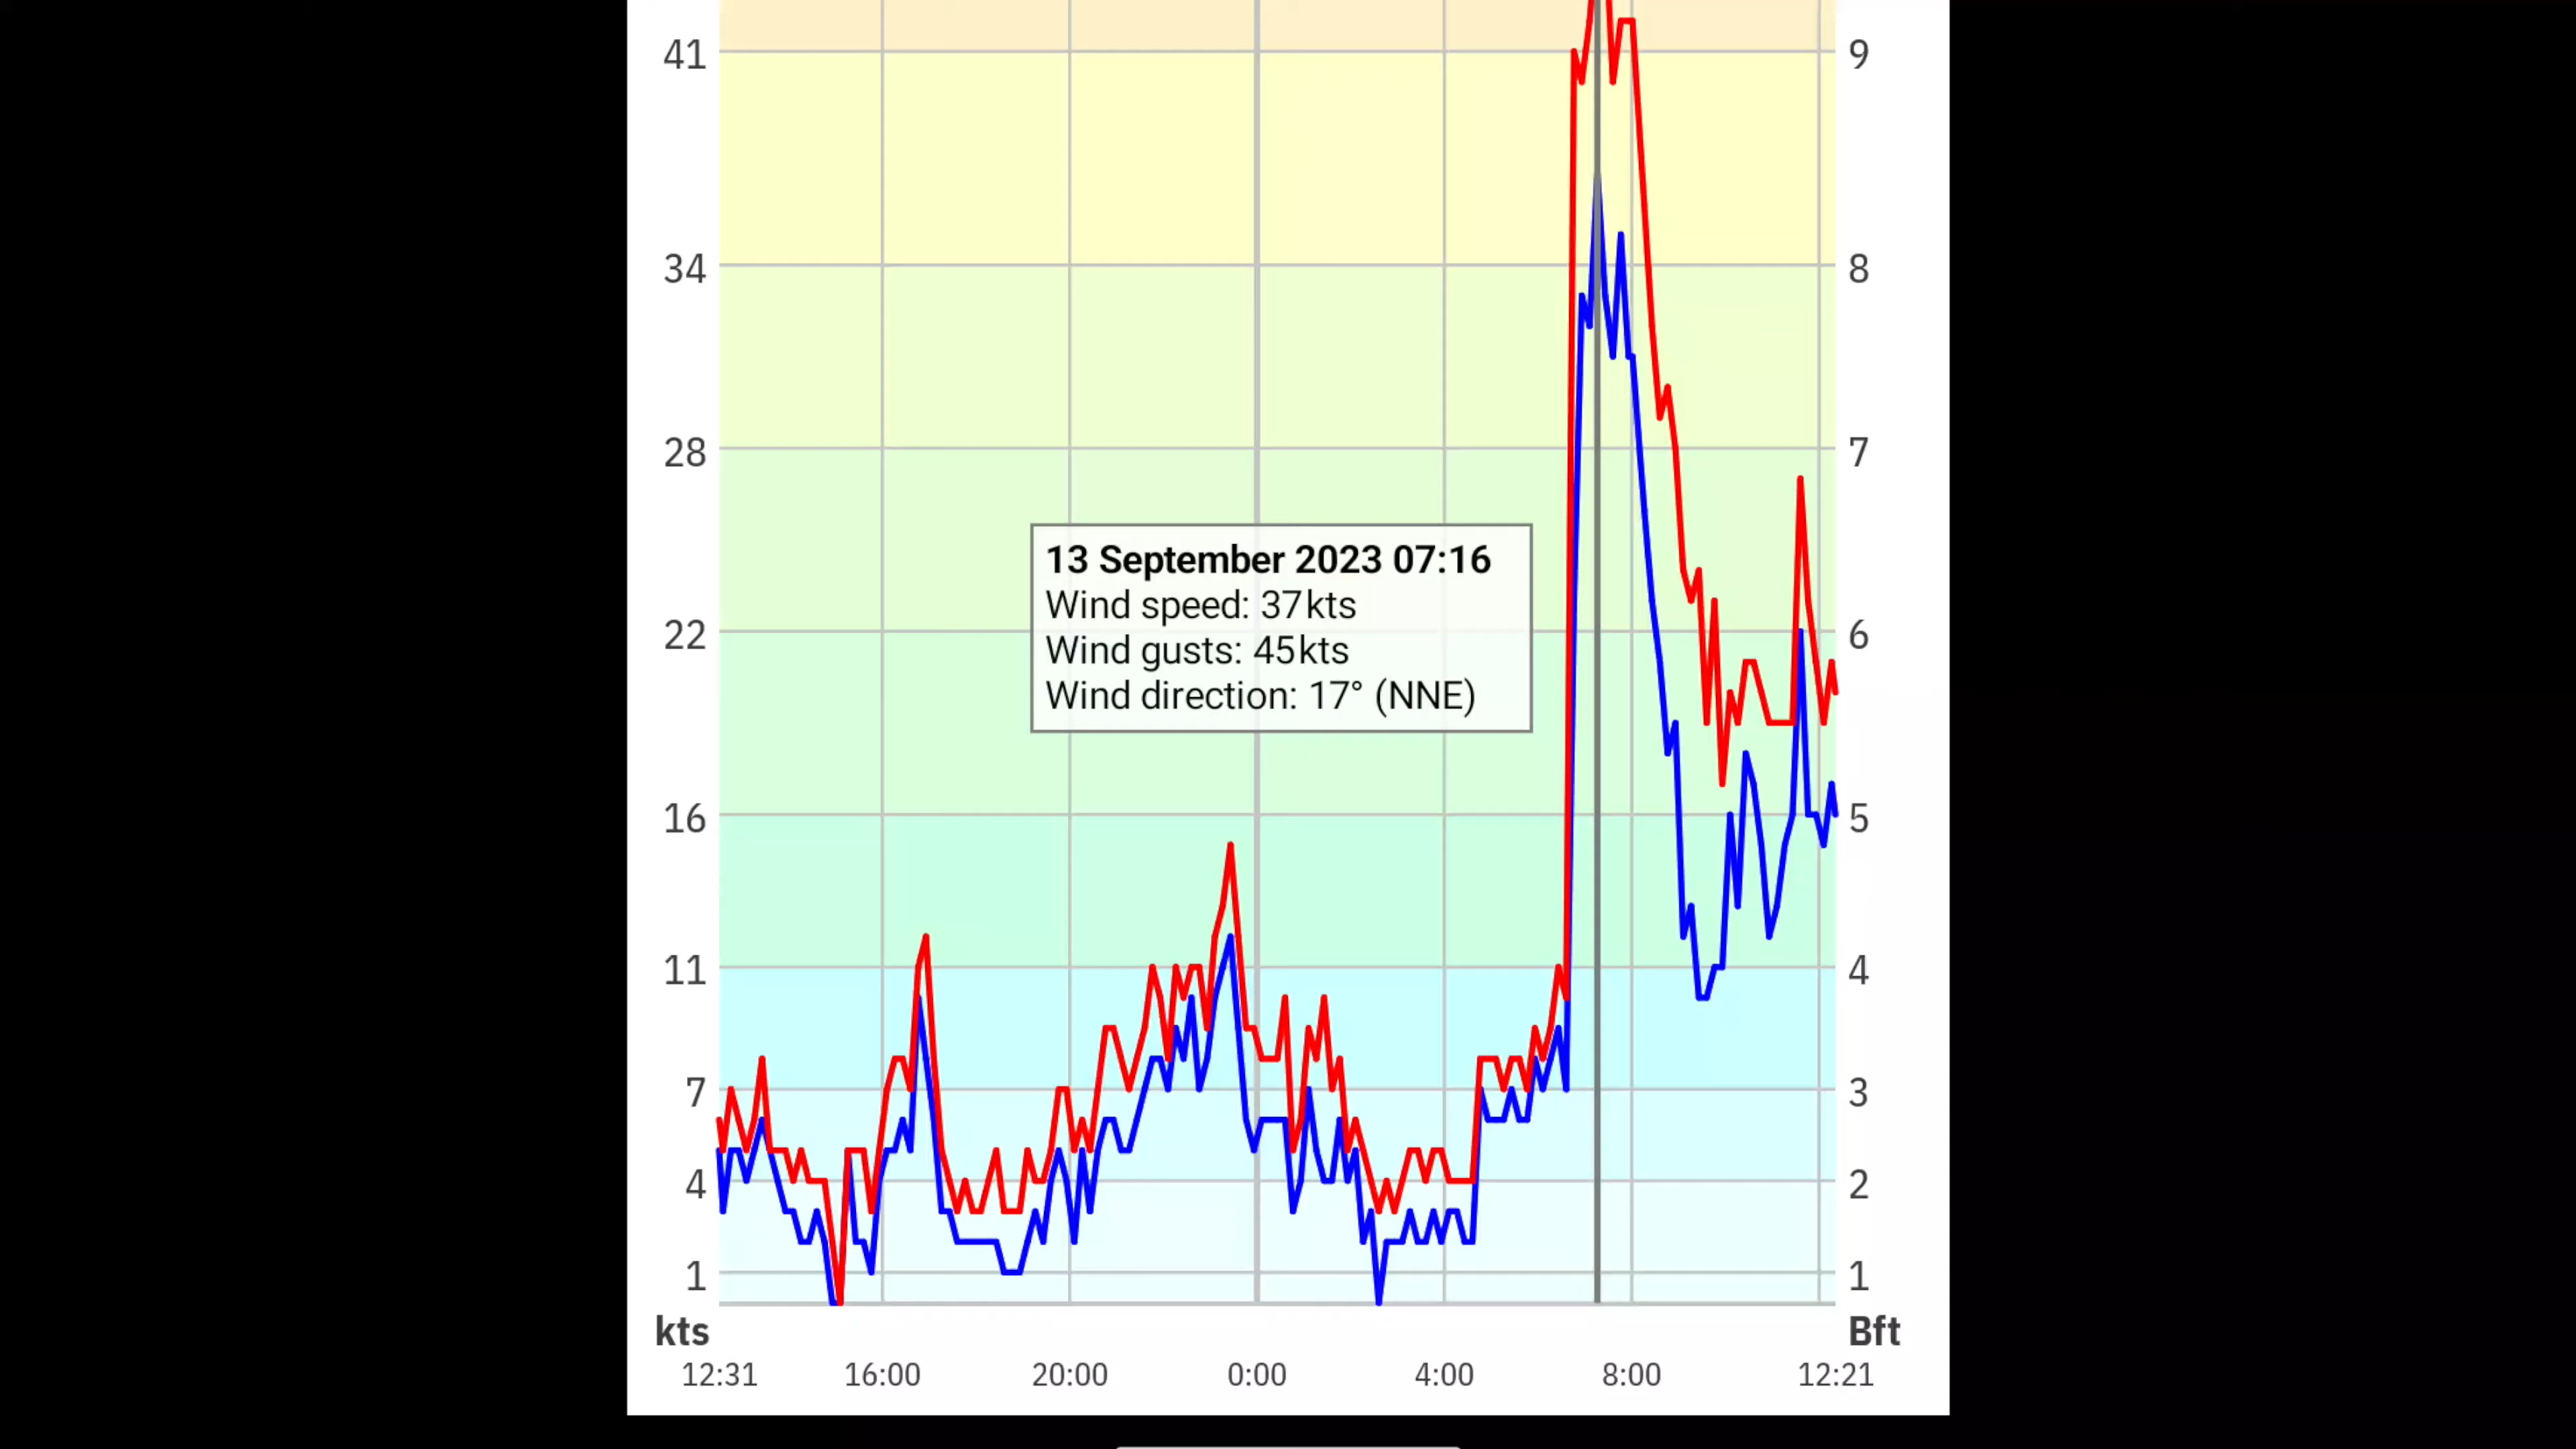 41 9
34 8
28 7
13 September 2023 07:16
Wind speed: 37kts
Wind gusts: 45kts
Wind direction: 17° (NNE)
22 6
16 5
11 4
7 3
4 2
1 1
kts Bft
12:31 16:00 20:00 0:00 4:00 8:00 12:21